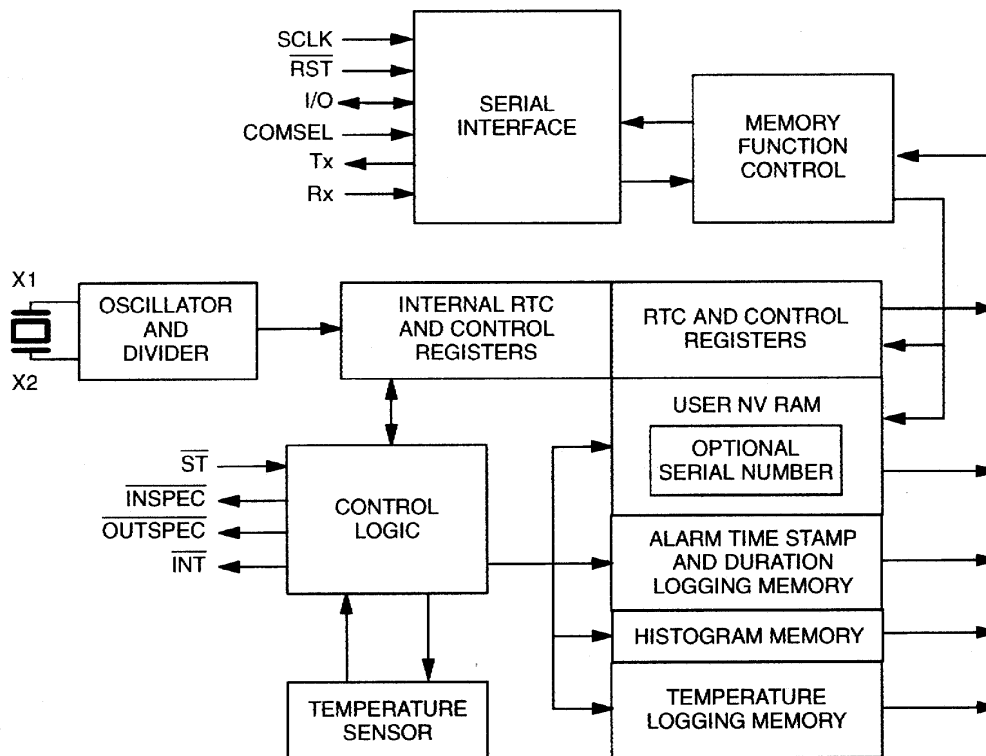 SCLK
RST
I/O
COMSEL
Tx
Rx
SERIAL
INTERFACE
MEMORY
FUNCTION
CONTROL
X1
X2
OSCILLATOR
AND
DIVIDER
INTERNAL RTC
AND CONTROL
REGISTERS
RTC AND CONTROL
REGISTERS
USER NV RAM
OPTIONAL
SERIAL NUMBER
ST
INSPEC
OUTSPEC
INT
CONTROL
LOGIC
ALARM TIME STAMP
AND DURATION
LOGGING MEMORY
HISTOGRAM MEMORY
TEMPERATURE
SENSOR
TEMPERATURE
LOGGING MEMORY